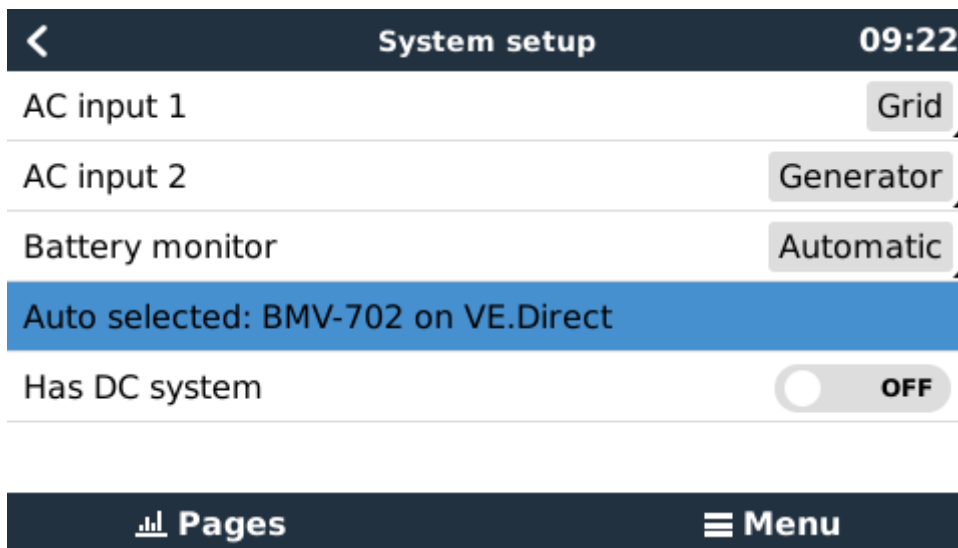 System setup 09:22
AC input 1 Grid
AC input 2 Generator
Battery monitor Automatic
Auto selected: BMV-702 on VE.Direct
Has DC system OFF
Pages Menu